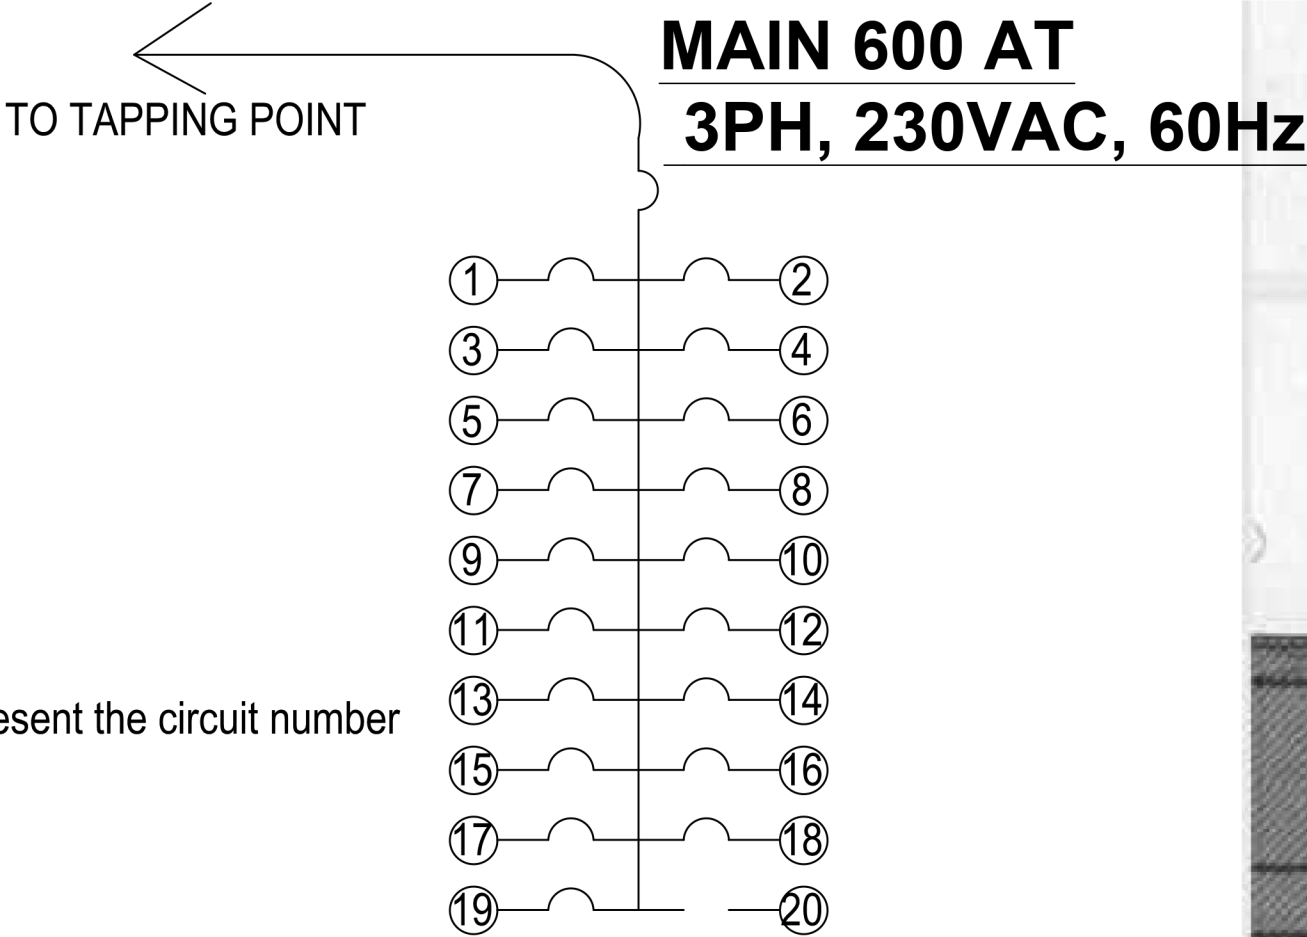 MAIN 600 AT
3PH, 230VAC, 60Hz
TO TAPPING POINT
1 2
3 4
5 6
7 8
9 10
11 12
13 14
esent the circuit number
15 16
17 18
19 20